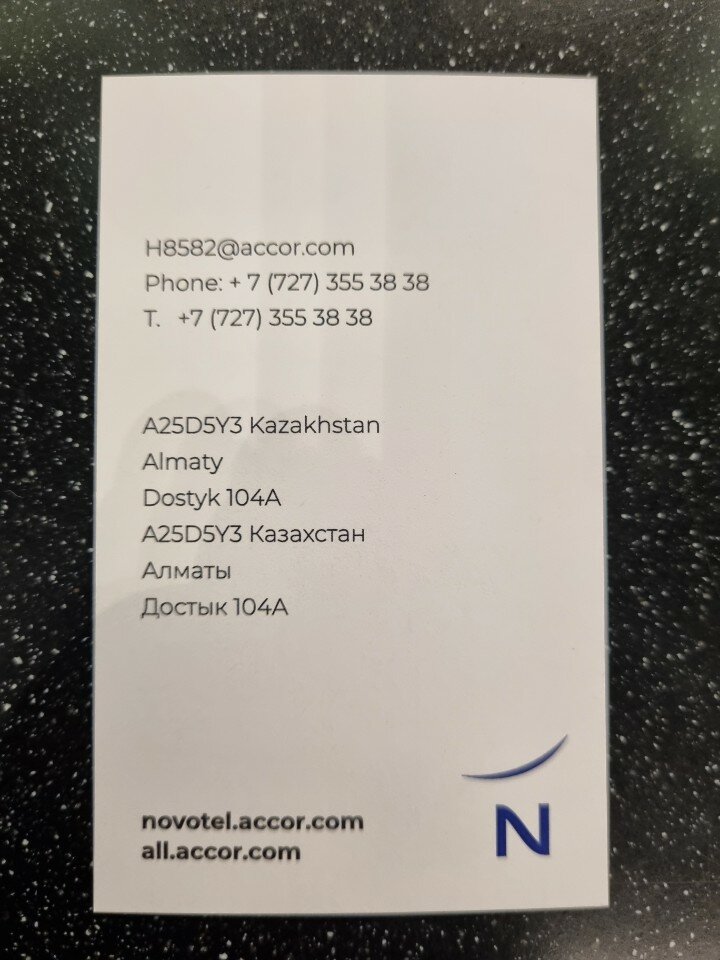 H8582@accor.com
Phone: + 7 (727) 355 38 38
T. +7 (727) 355 38 38
A25D5Y3 Kazakhstan
Almaty
Dostyk 104A
A25D5Y3 Казахстан
Алматы
Достык 104А
novotel.accor.com
all.accor.com
N